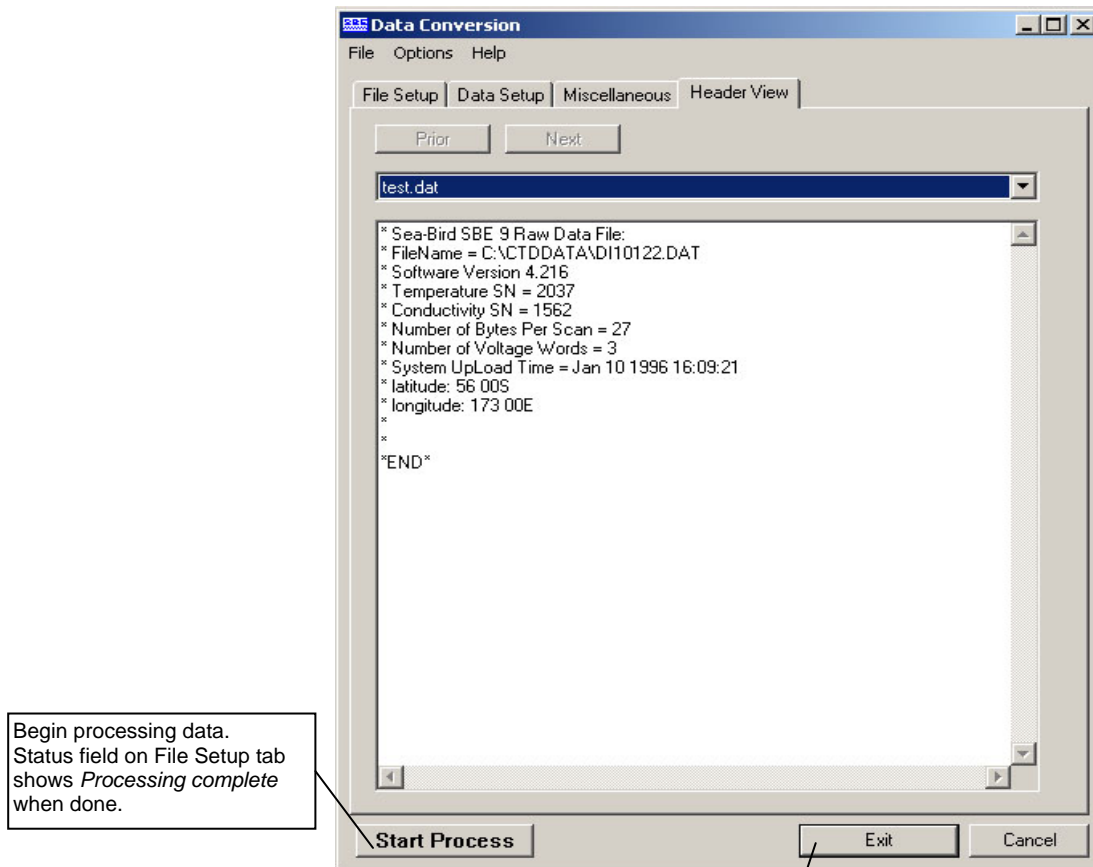 SBE Data Conversion
File Options Help
File Setup Data Setup Miscellaneous Header View
Prior Next
test.dat
* Sea-Bird SBE 9 Raw Data File:
* FileName = C:\CTDDATA\DI10122.DAT
* Software Version 4.216
* Temperature SN = 2037
* Conductivity SN = 1562
* Number of Bytes Per Scan = 27
* Number of Voltage Words = 3
* System UpLoad Time = Jan 10 1996 16:09:21
* latitude: 56 00S
* longitude: 173 00E
*
*
*END*
Begin processing data.
Status field on File Setup tab
shows Processing complete
when done.
Start Process Exit Cancel